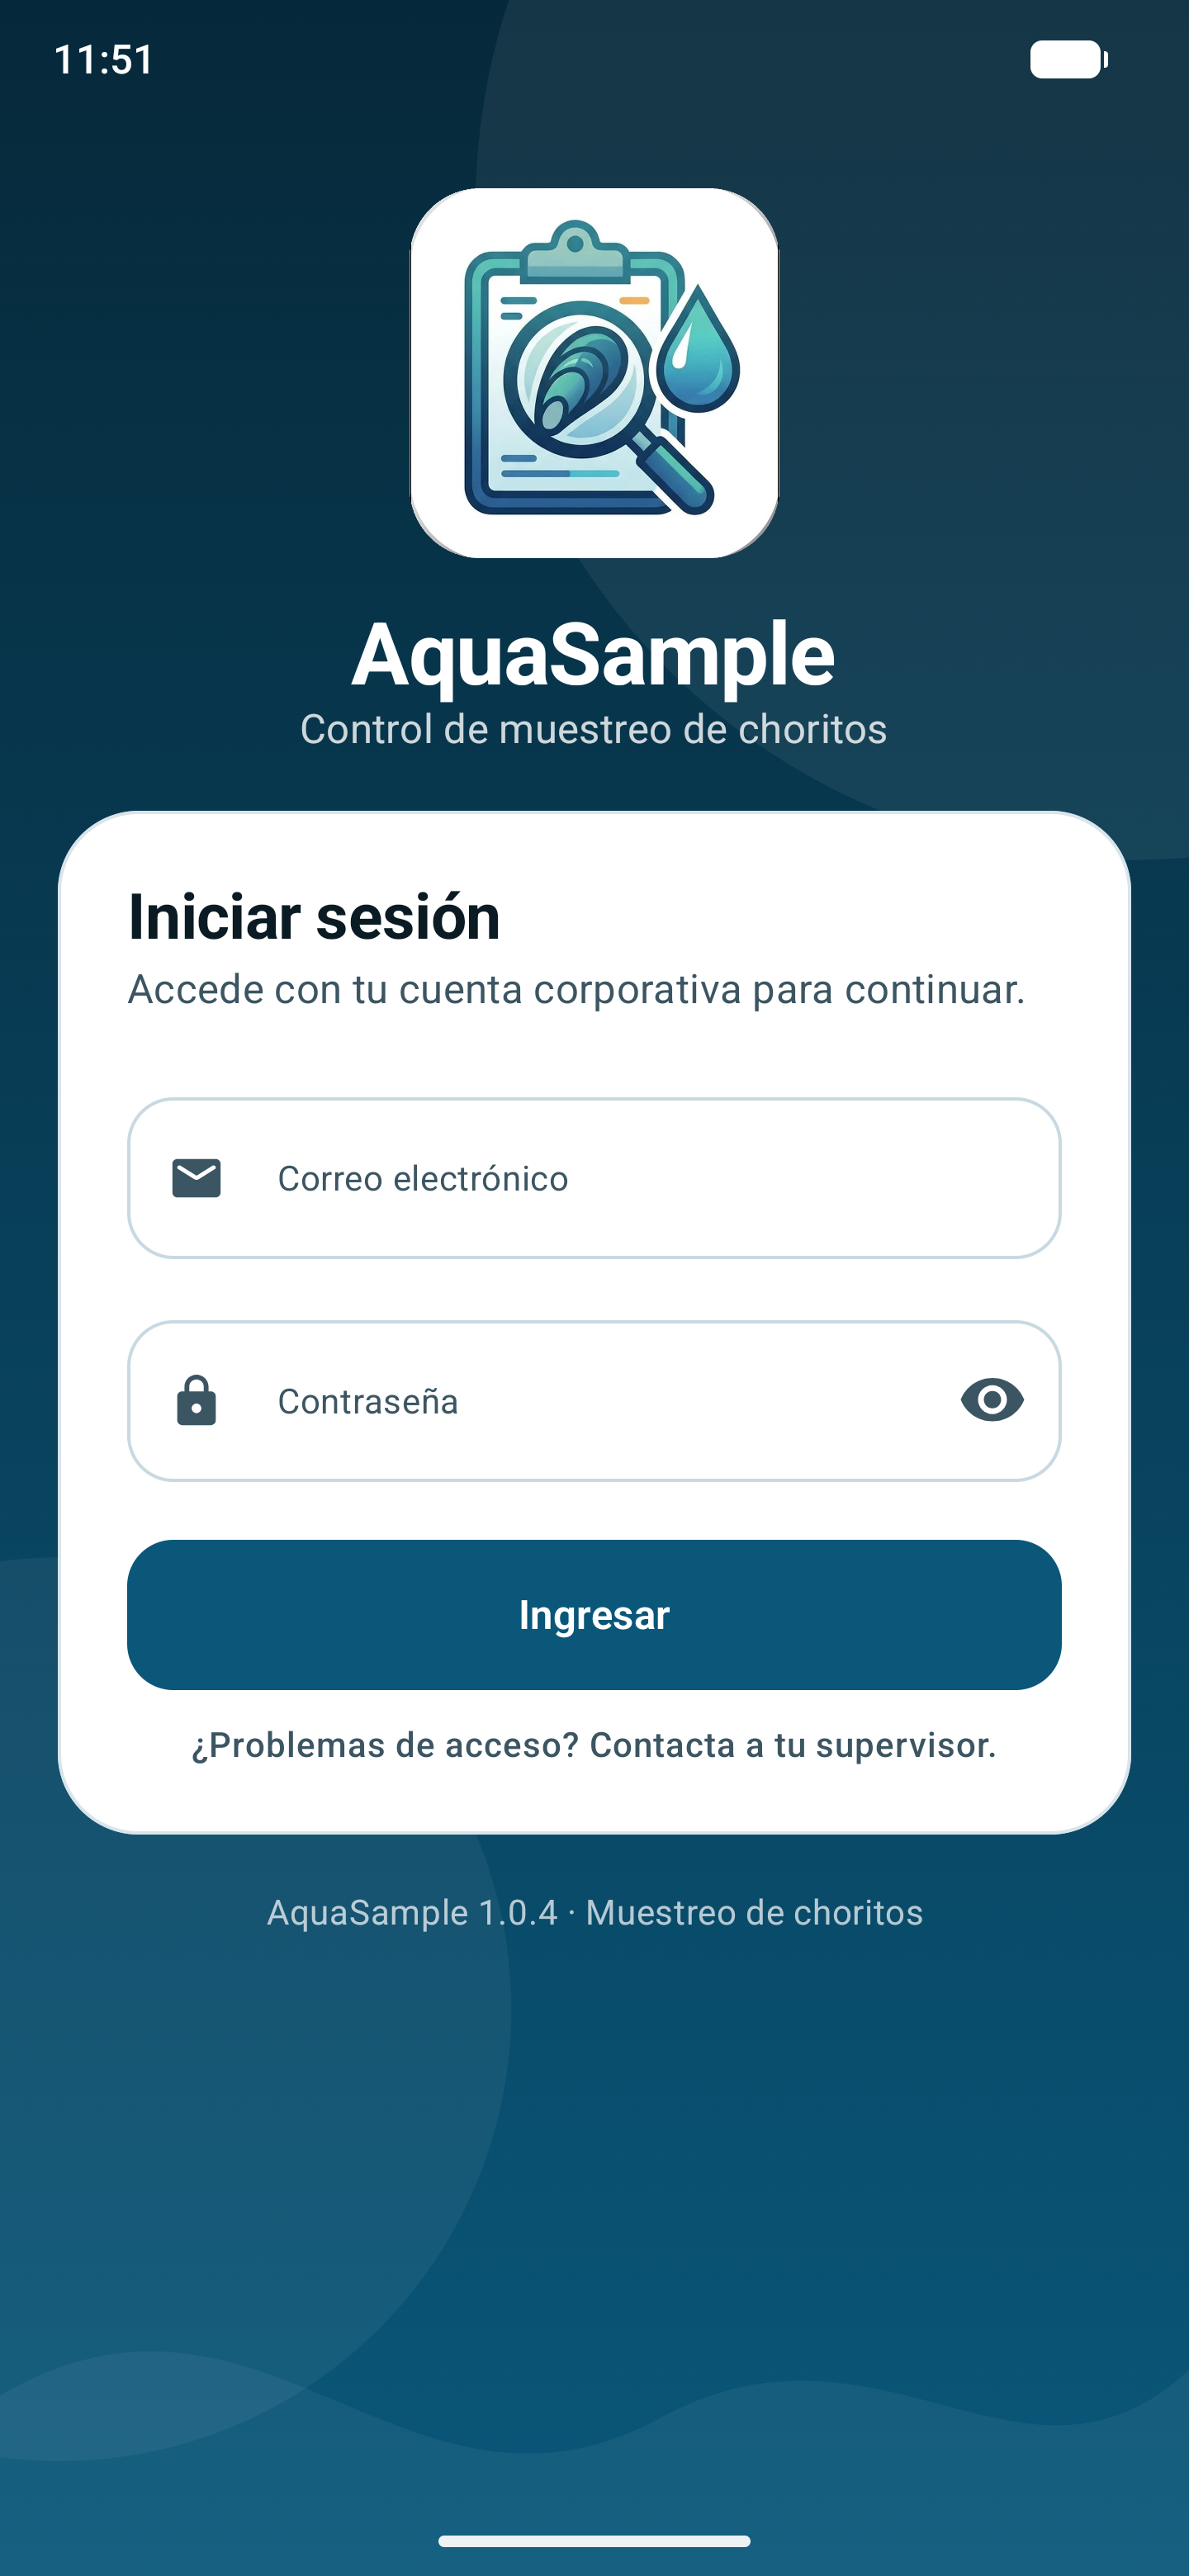 11:51
AquaSample
Control de muestreo de choritos
Iniciar sesión
Accede con tu cuenta corporativa para continuar.
Correo electrónico
Contraseña
Ingresar
¿Problemas de acceso? Contacta a tu supervisor.
AquaSample 1.0.4 · Muestreo de choritos